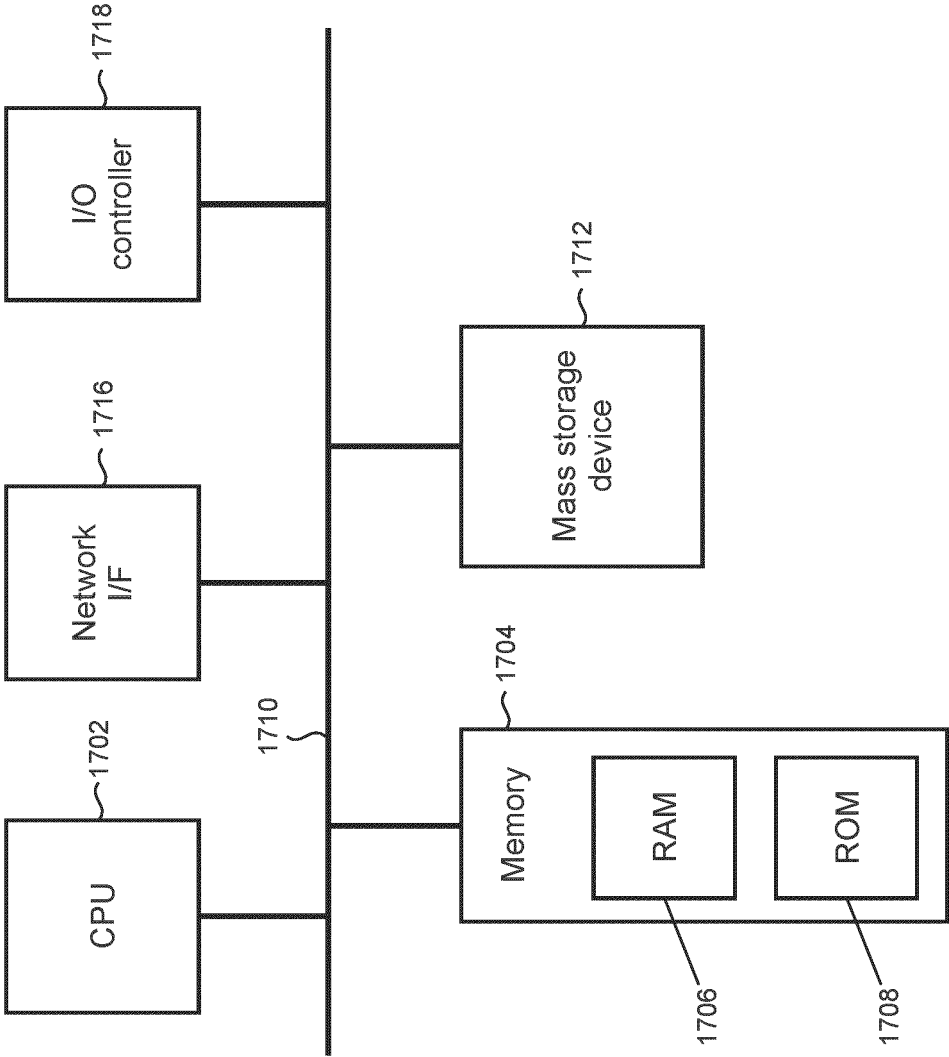 CPU
1702
Network
I/F
1716
I/O
controller
1718
1710
Memory
1704
RAM
1706
ROM
1708
Mass storage
device
1712